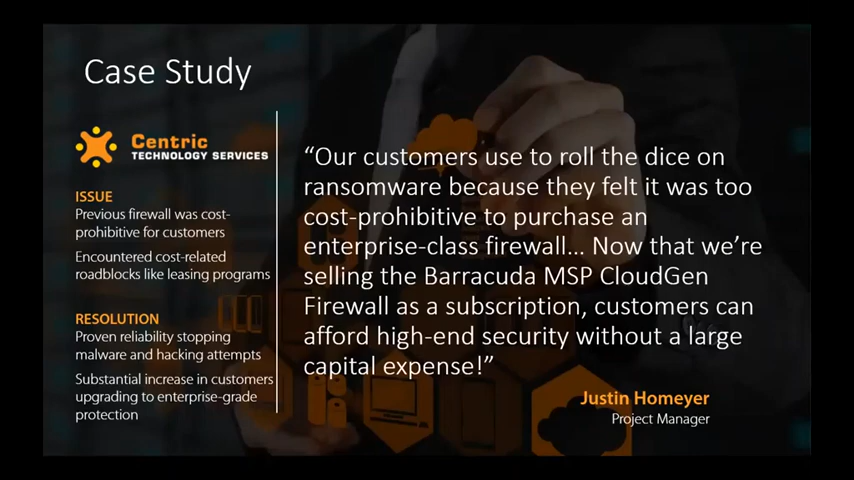 Case Study
Centric
TECHNOLOGY SERVICES
ISSUE
Previous firewall was cost-
prohibitive for customers
Encountered cost-related
roadblocks like leasing programs
RESOLUTION
Proven reliability stopping
malware and hacking attempts
Substantial increase in customers
upgrading to enterprise-grade
protection
“Our customers use to roll the dice on
ransomware because they felt it was too
cost-prohibitive to purchase an
enterprise-class firewall... Now that we’re
selling the Barracuda MSP CloudGen
Firewall as a subscription, customers can
afford high-end security without a large
capital expense!”
Justin Homeyer
Project Manager